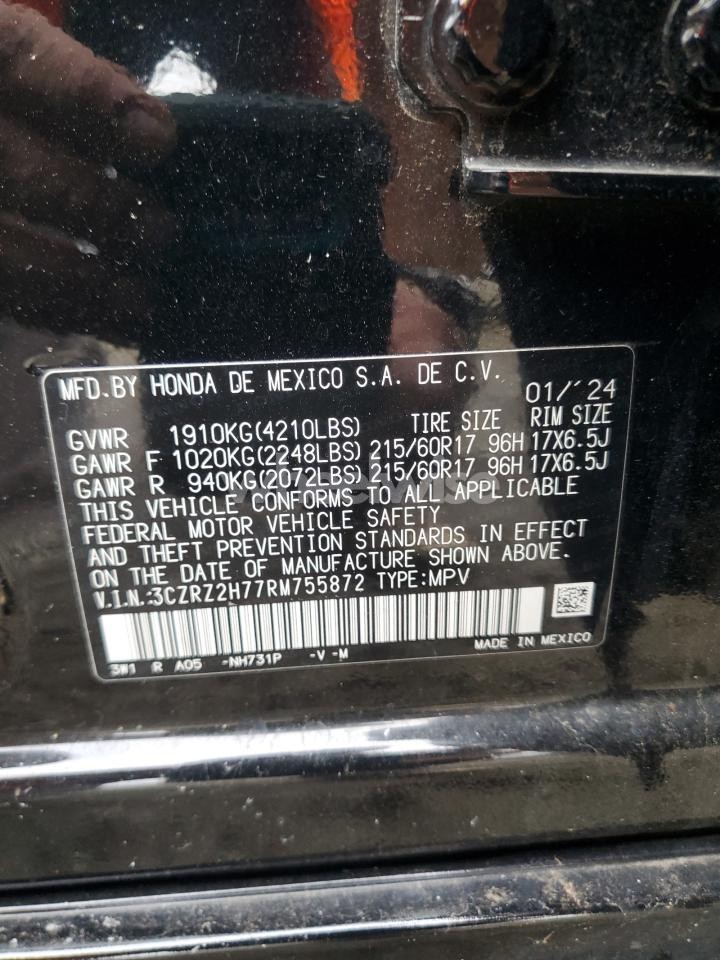 MFD.BY HONDA DE MEXICO S.A. DE C.V. 01/'24
GVWR 1910KG(4210LBS) TIRE SIZE RIM SIZE
GAWR F 1020KG(2248LBS) 215/60R17 96H 17X6.5J
GAWR R 940KG(2072LBS) 215/60R17 96H 17X6.5J
THIS VEHICLE CONFORMS TO ALL APPLICABLE
FEDERAL MOTOR VEHICLE SAFETY
AND THEFT PREVENTION STANDARDS IN EFFECT
ON THE DATE OF MANUFACTURE SHOWN ABOVE.
V.I.N.:3CZRZ2H77RM755872 TYPE:MPV
3W1 R A05 -NH731P -V -M MADE IN MEXICO